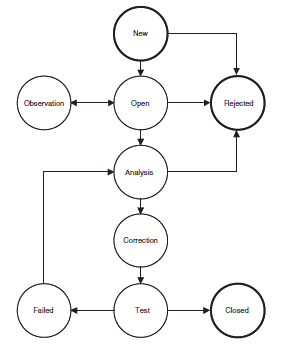 New
Observation
Open
Rejected
Analysis
Correction
Failed
Test
Closed